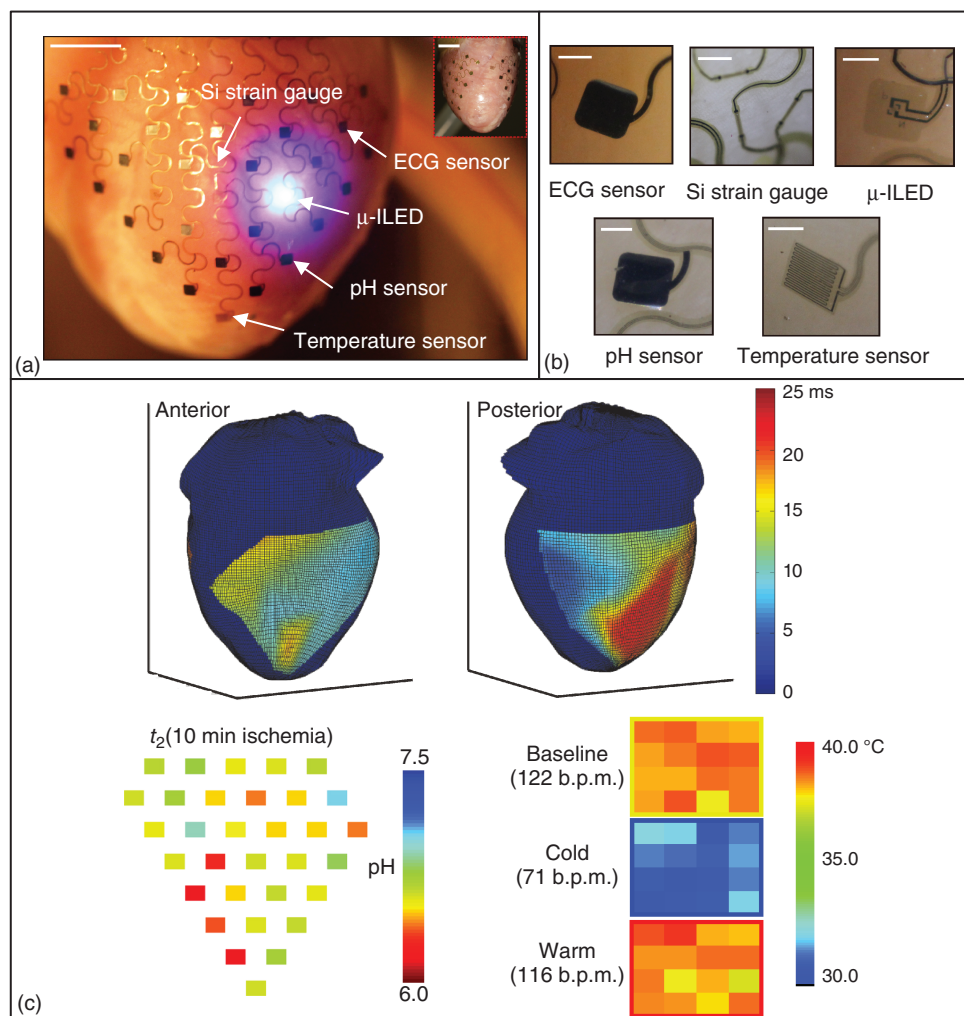 (a)
Si strain gauge
ECG sensor
μ-ILED
pH sensor
Temperature sensor
(b)
ECG sensor
Si strain gauge
μ-ILED
pH sensor
Temperature sensor
(c)
Anterior
Posterior
25 ms
20
15
10
5
0
t2(10 min ischemia)
7.5
pH
6.0
Baseline
(122 b.p.m.)
Cold
(71 b.p.m.)
Warm
(116 b.p.m.)
40.0 °C
35.0
30.0